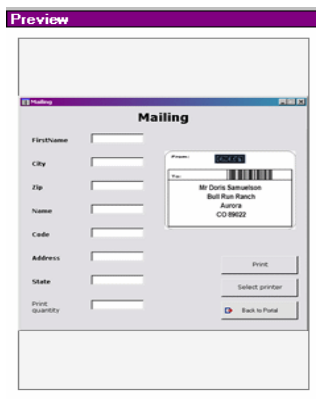 Preview
Mailing
Mailing
FirstName
City
Zip
Name
Code
Address
State
Print
quantity
From:
To:
Mr Doris Samuelson
Bull Run Ranch
Aurora
CO 89022
Print
Select printer
Back to Portal